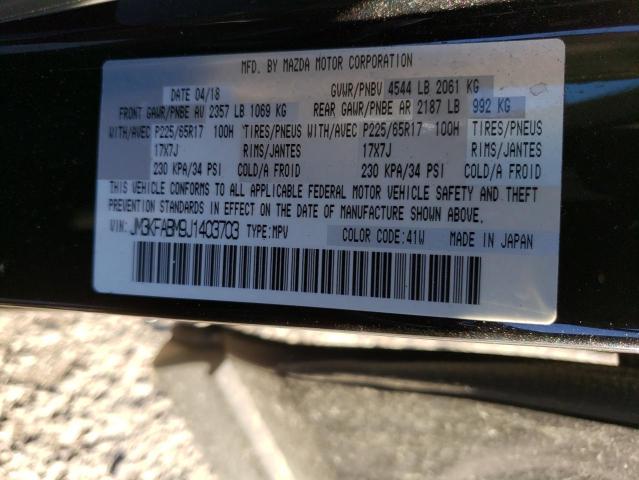 MFD. BY MAZDA MOTOR CORPORATION
DATE 04/18 GVWR/PNBV 4544 LB 2061 KG
FRONT GAWR/PNBE AV 2357 LB 1069 KG REAR GAWR/PNBE AR 2187 LB 992 KG
WITH/AVEC P225/65R17 100H TIRES/PNEUS WITH/AVEC P225/65R17 100H TIRES/PNEUS
17X7J RIMS/JANTES 17X7J RIMS/JANTES
230 KPA/34 PSI COLD/A FROID 230 KPA/34 PSI COLD/A FROID
THIS VEHICLE CONFORMS TO ALL APPLICABLE FEDERAL MOTOR VEHICLE SAFETY AND THEFT
PREVENTION STANDARDS IN EFFECT ON THE DATE OF MANUFACTURE SHOWN ABOVE.
VIN: JM3KFABM9J1403703 TYPE:MPV COLOR CODE:41W MADE IN JAPAN